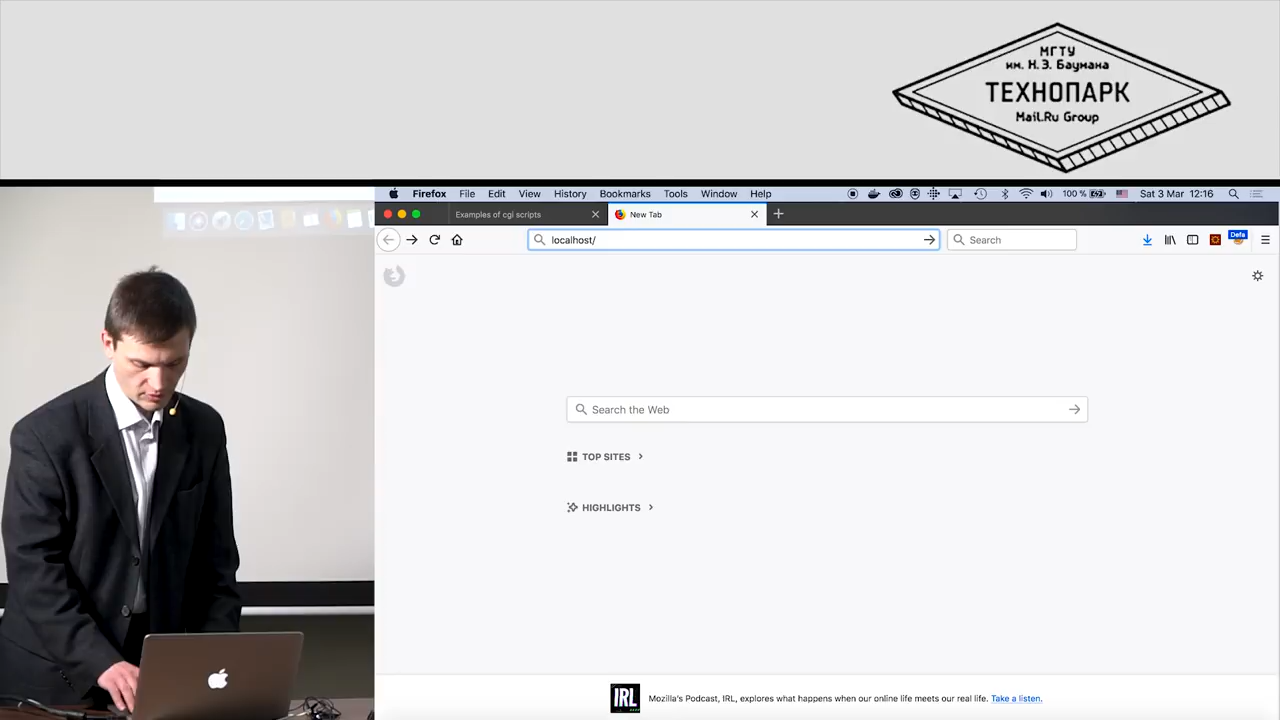 МГТУ
им. Н.Э. Баумана
ТЕХНОПАРК
Mail.Ru Group
Firefox File Edit View History Bookmarks Tools Window Help 100 % Sat 3 Mar 12:16
Examples of cgi scripts New Tab
localhost/ Search Defa
Search the Web
TOP SITES
HIGHLIGHTS
IRL Mozilla's Podcast, IRL, explores what happens when our online life meets our real life. Take a listen.